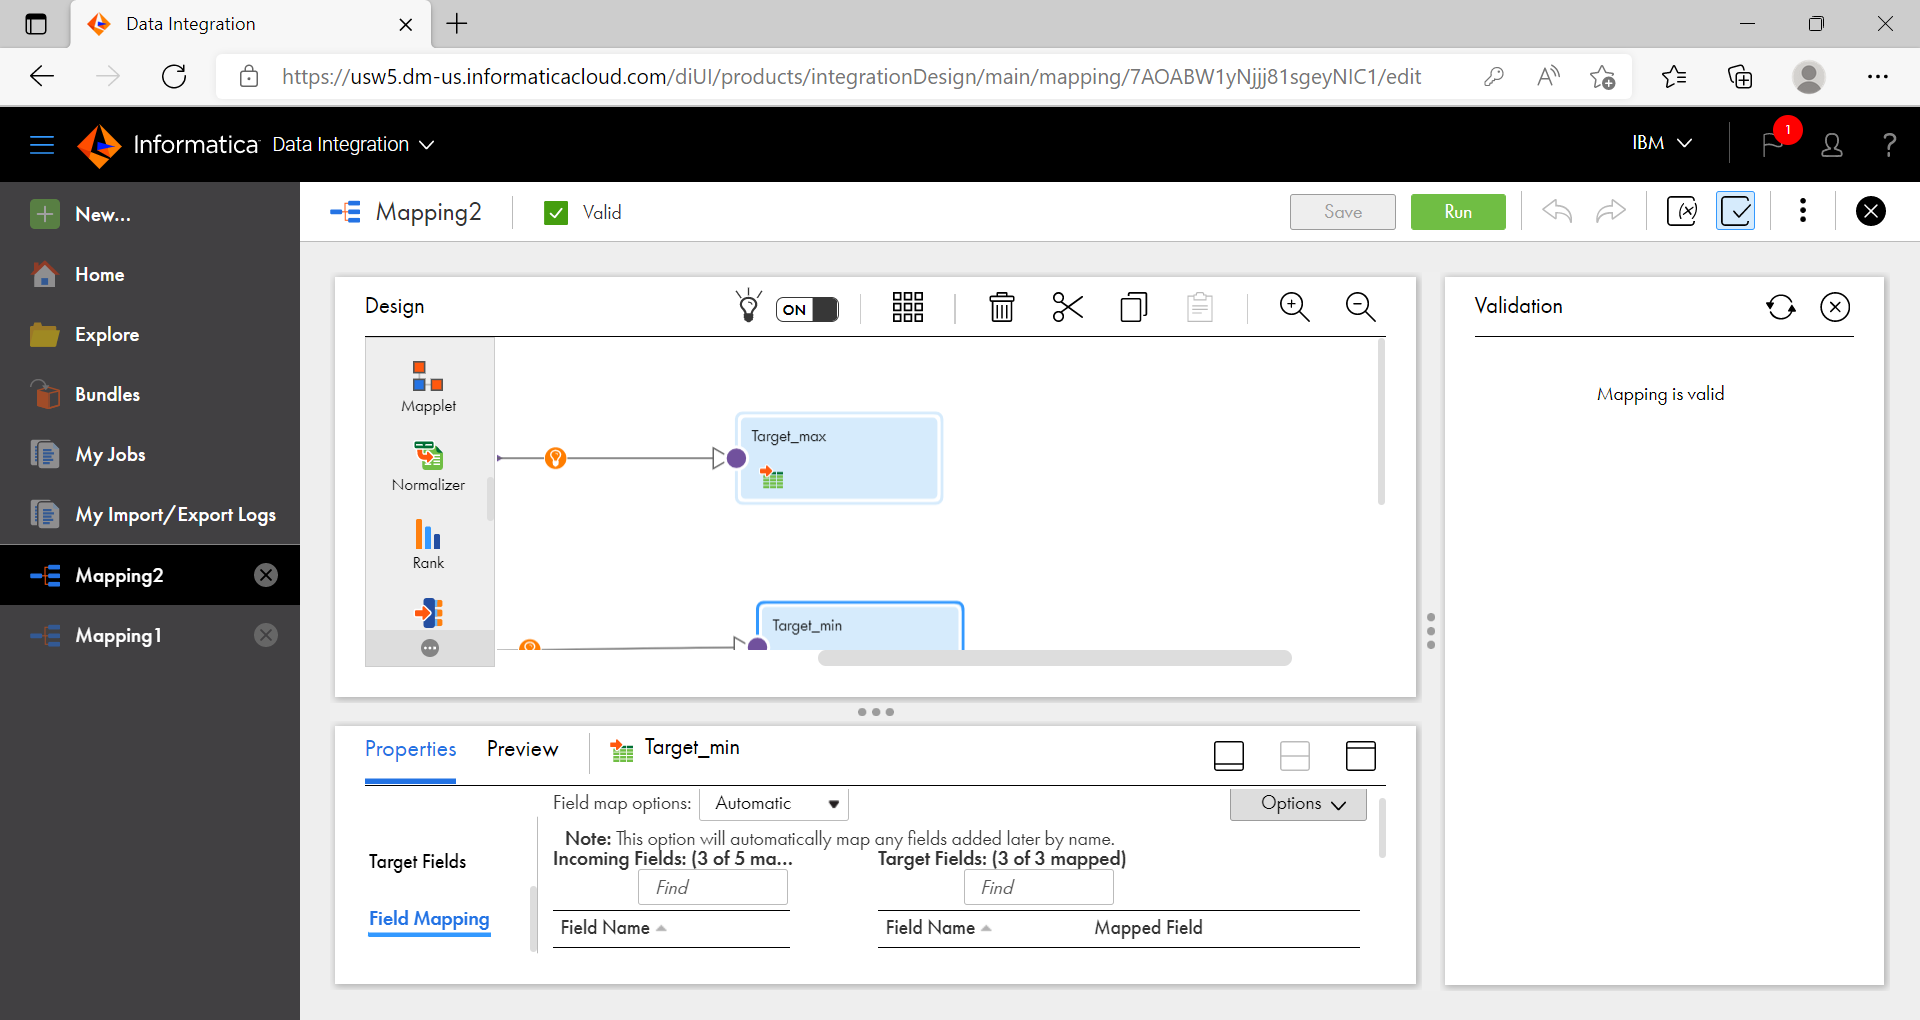 Data Integration
https://usw5.dm-us.informaticacloud.com/diUI/products/integrationDesign/main/mapping/7AOABW1yNjjj81sgeyNIC1/edit
Informatica Data Integration
IBM
1
?
New...
Home
Explore
Bundles
My Jobs
My Import/Export Logs
Mapping2
Mapping1
Mapping2
Valid
Save
Run
(x)
Design
ON
Mapplet
Normalizer
Rank
Target_max
Target_min
Validation
Mapping is valid
Properties
Preview
Target_min
Field map options:
Automatic
Options
Note: This option will automatically map any fields added later by name.
Target Fields
Field Mapping
Incoming Fields: (3 of 5 ma...
Target Fields: (3 of 3 mapped)
Find
Find
Field Name
Field Name
Mapped Field